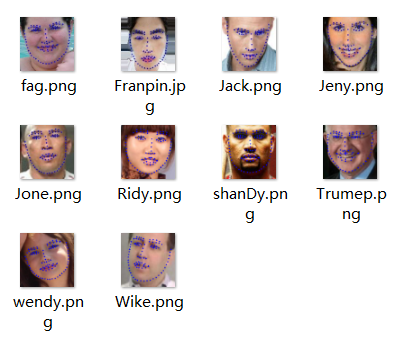 fag.png
Franpin.jp
g
Jack.png
Jeny.png
Jone.png
Ridy.png
shanDy.pn
g
Trumep.p
ng
wendy.pn
g
Wike.png